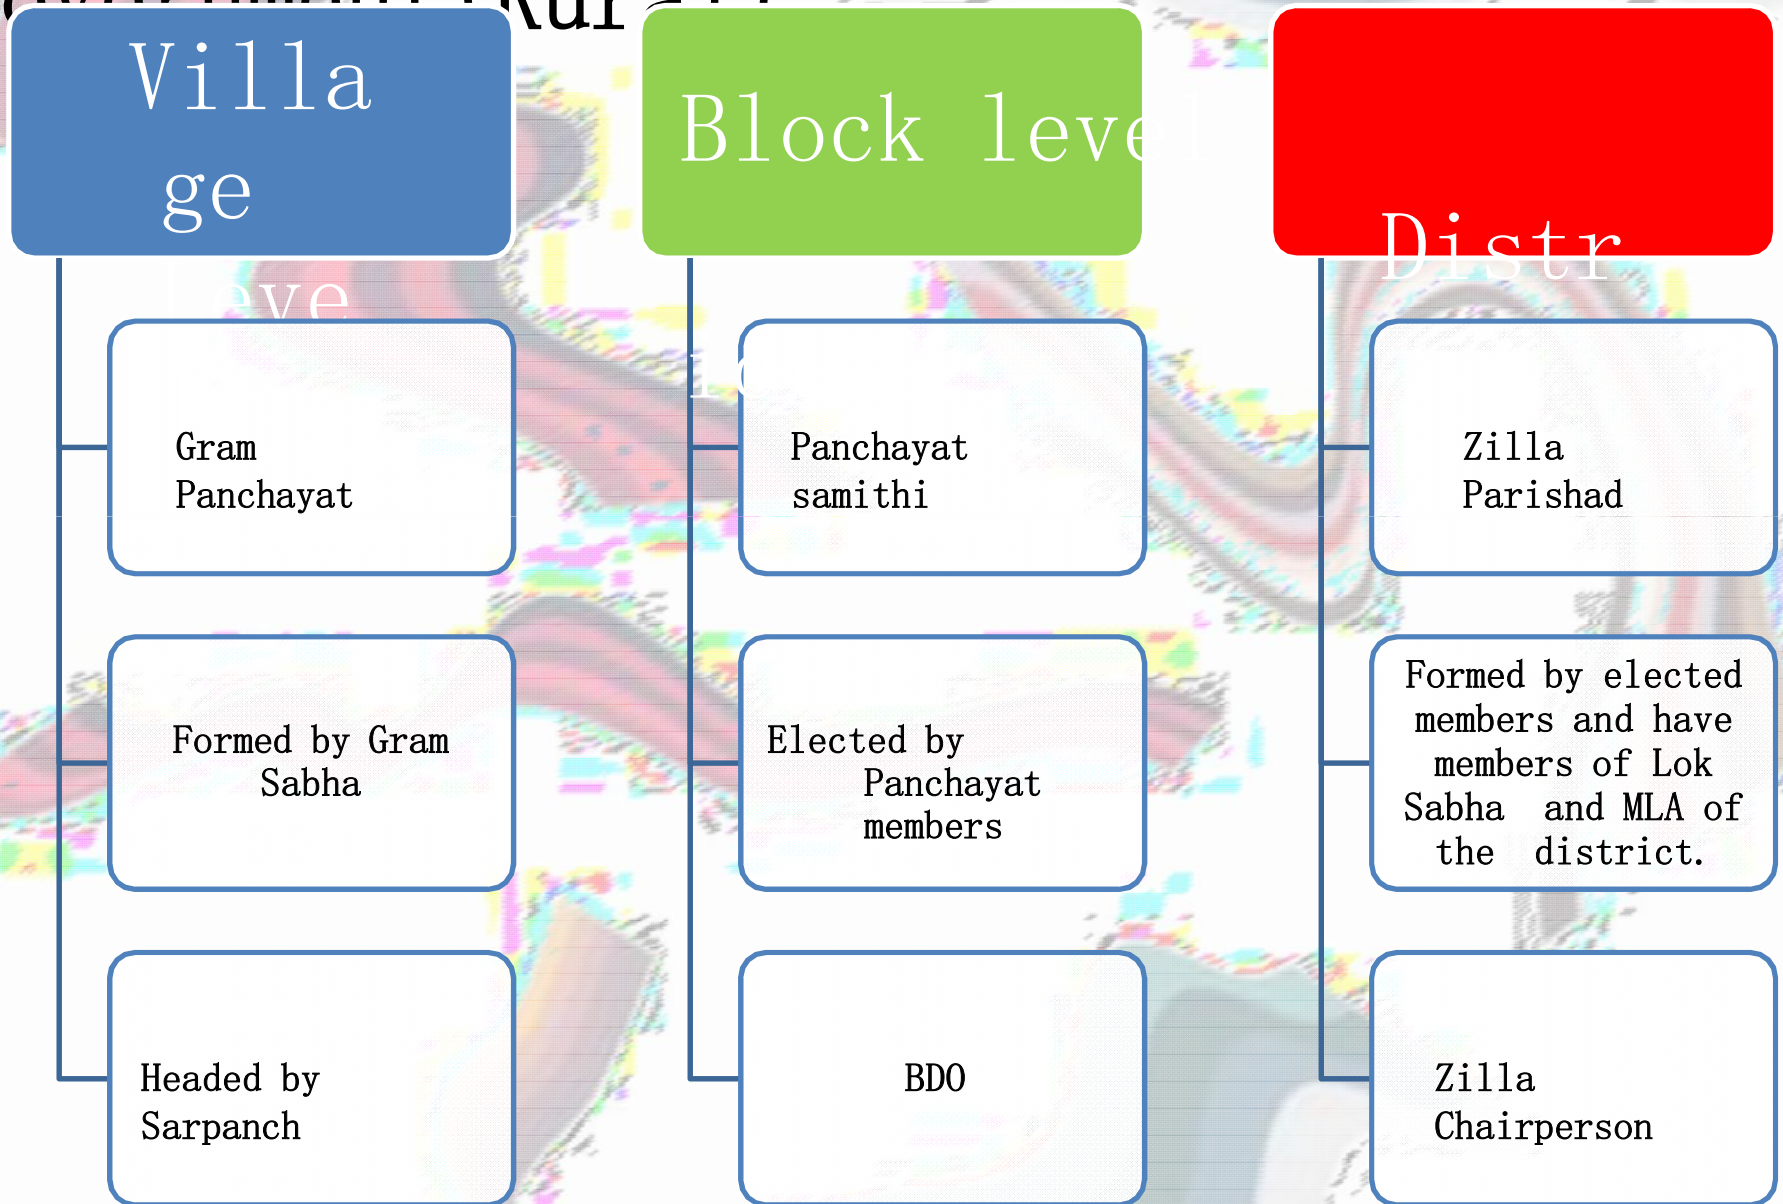 Villa
ge
eve
Gram
Panchayat
Formed by Gram
Sabha
Headed by
Sarpanch
Block level
Panchayat
samithi
Elected by
Panchayat
members
BDO
Distr
Zilla
Parishad
Formed by elected
members and have
members of Lok
Sabha and MLA of
the district.
Zilla
Chairperson